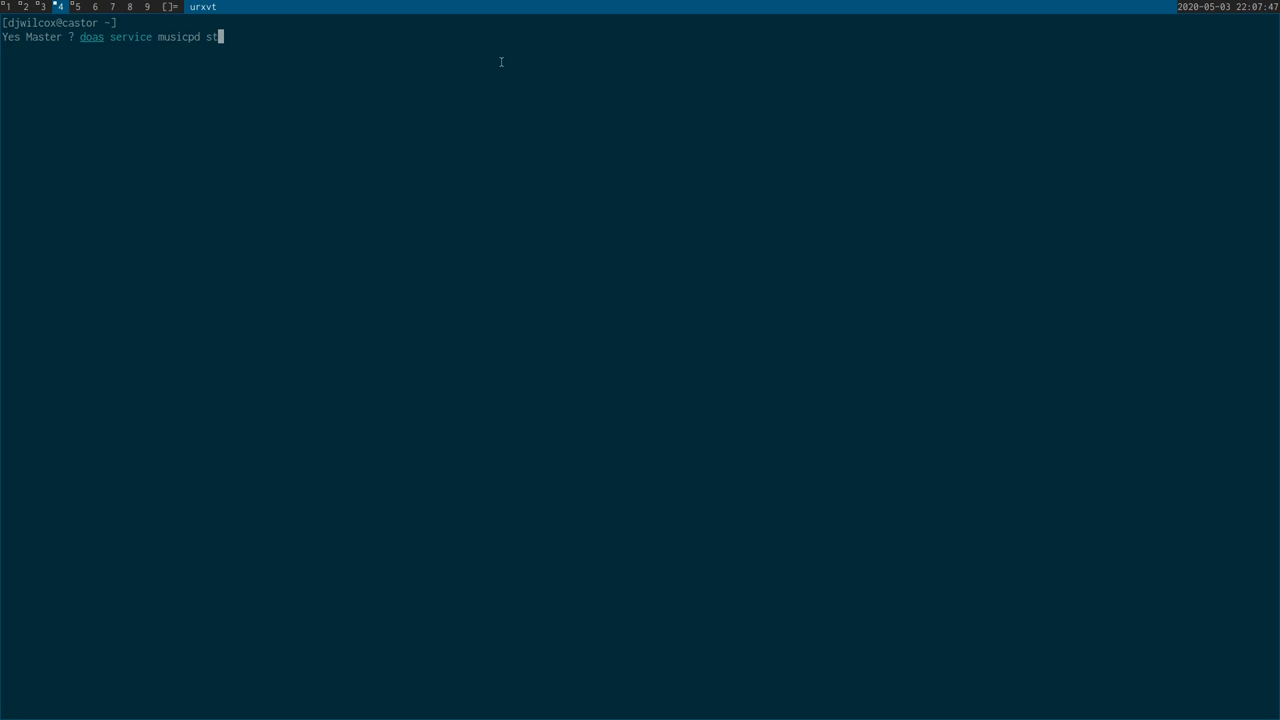 1 2 3 4 5 6 7 8 9 []= urxvt 2020-05-03 22:07:47
[djwilcox@castor ~]
Yes Master ? doas service musicpd st